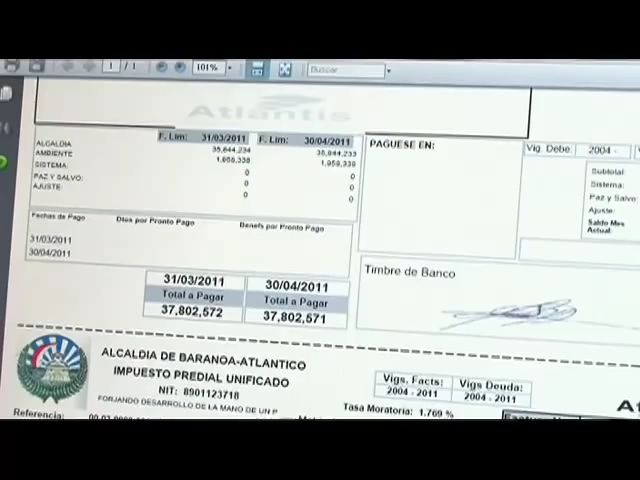 1 / 1
101%
Buscar
Atlantis
F. Lim: 31/03/2011 F. Lim: 30/04/2011
ALCALDIA 35,844,234 35,844,233
AMBIENTE 1,958,338 1,958,338
SISTEMA: 0 0
PAZ Y SALVO: 0 0
AJUSTE: 0 0
PAGUESE EN:
Vig. Debe: 2004 -
Subtotal:
Sistema:
Paz y Salvo:
Ajuste:
Saldo Mes
Actual:
Fechas de Pago Dtos por Pronto Pago Benefs por Pronto Pago
31/03/2011
30/04/2011
31/03/2011 30/04/2011
Total a Pagar Total a Pagar
37,802,572 37,802,571
Timbre de Banco
ALCALDIA DE BARANOA-ATLANTICO
IMPUESTO PREDIAL UNIFICADO
NIT: 8901123718
FORJANDO DESARROLLO DE LA MANO DE UN P
Vigs, Facts: Vigs Deuda:
2004 - 2011 2004 - 2011
Tasa Moratoria: 1.769 %
Referencia: